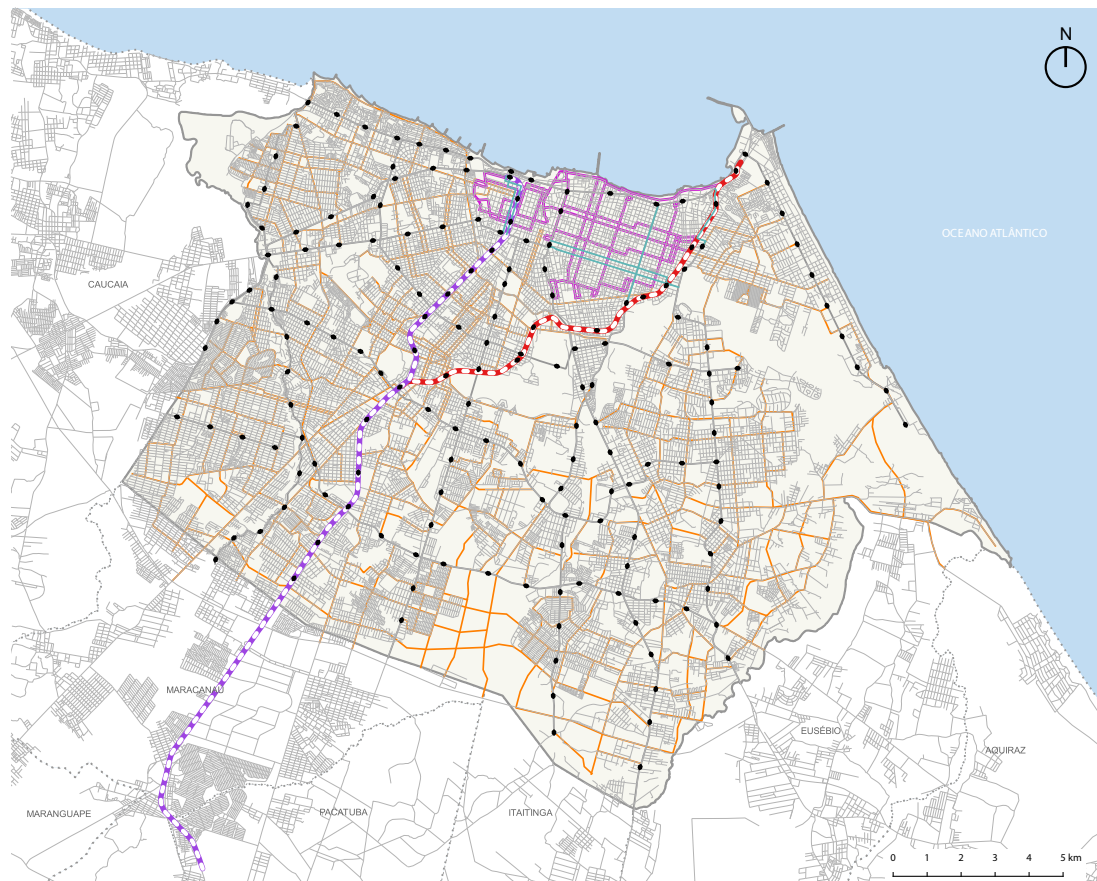 N
OCEANO ATLÂNTICO
CAUCAIA
MARACANAÚ
EUSÉBIO
AQUIRAZ
MARANGUAPE
PACATUBA
ITAITINGA
0 1 2 3 4 5 km